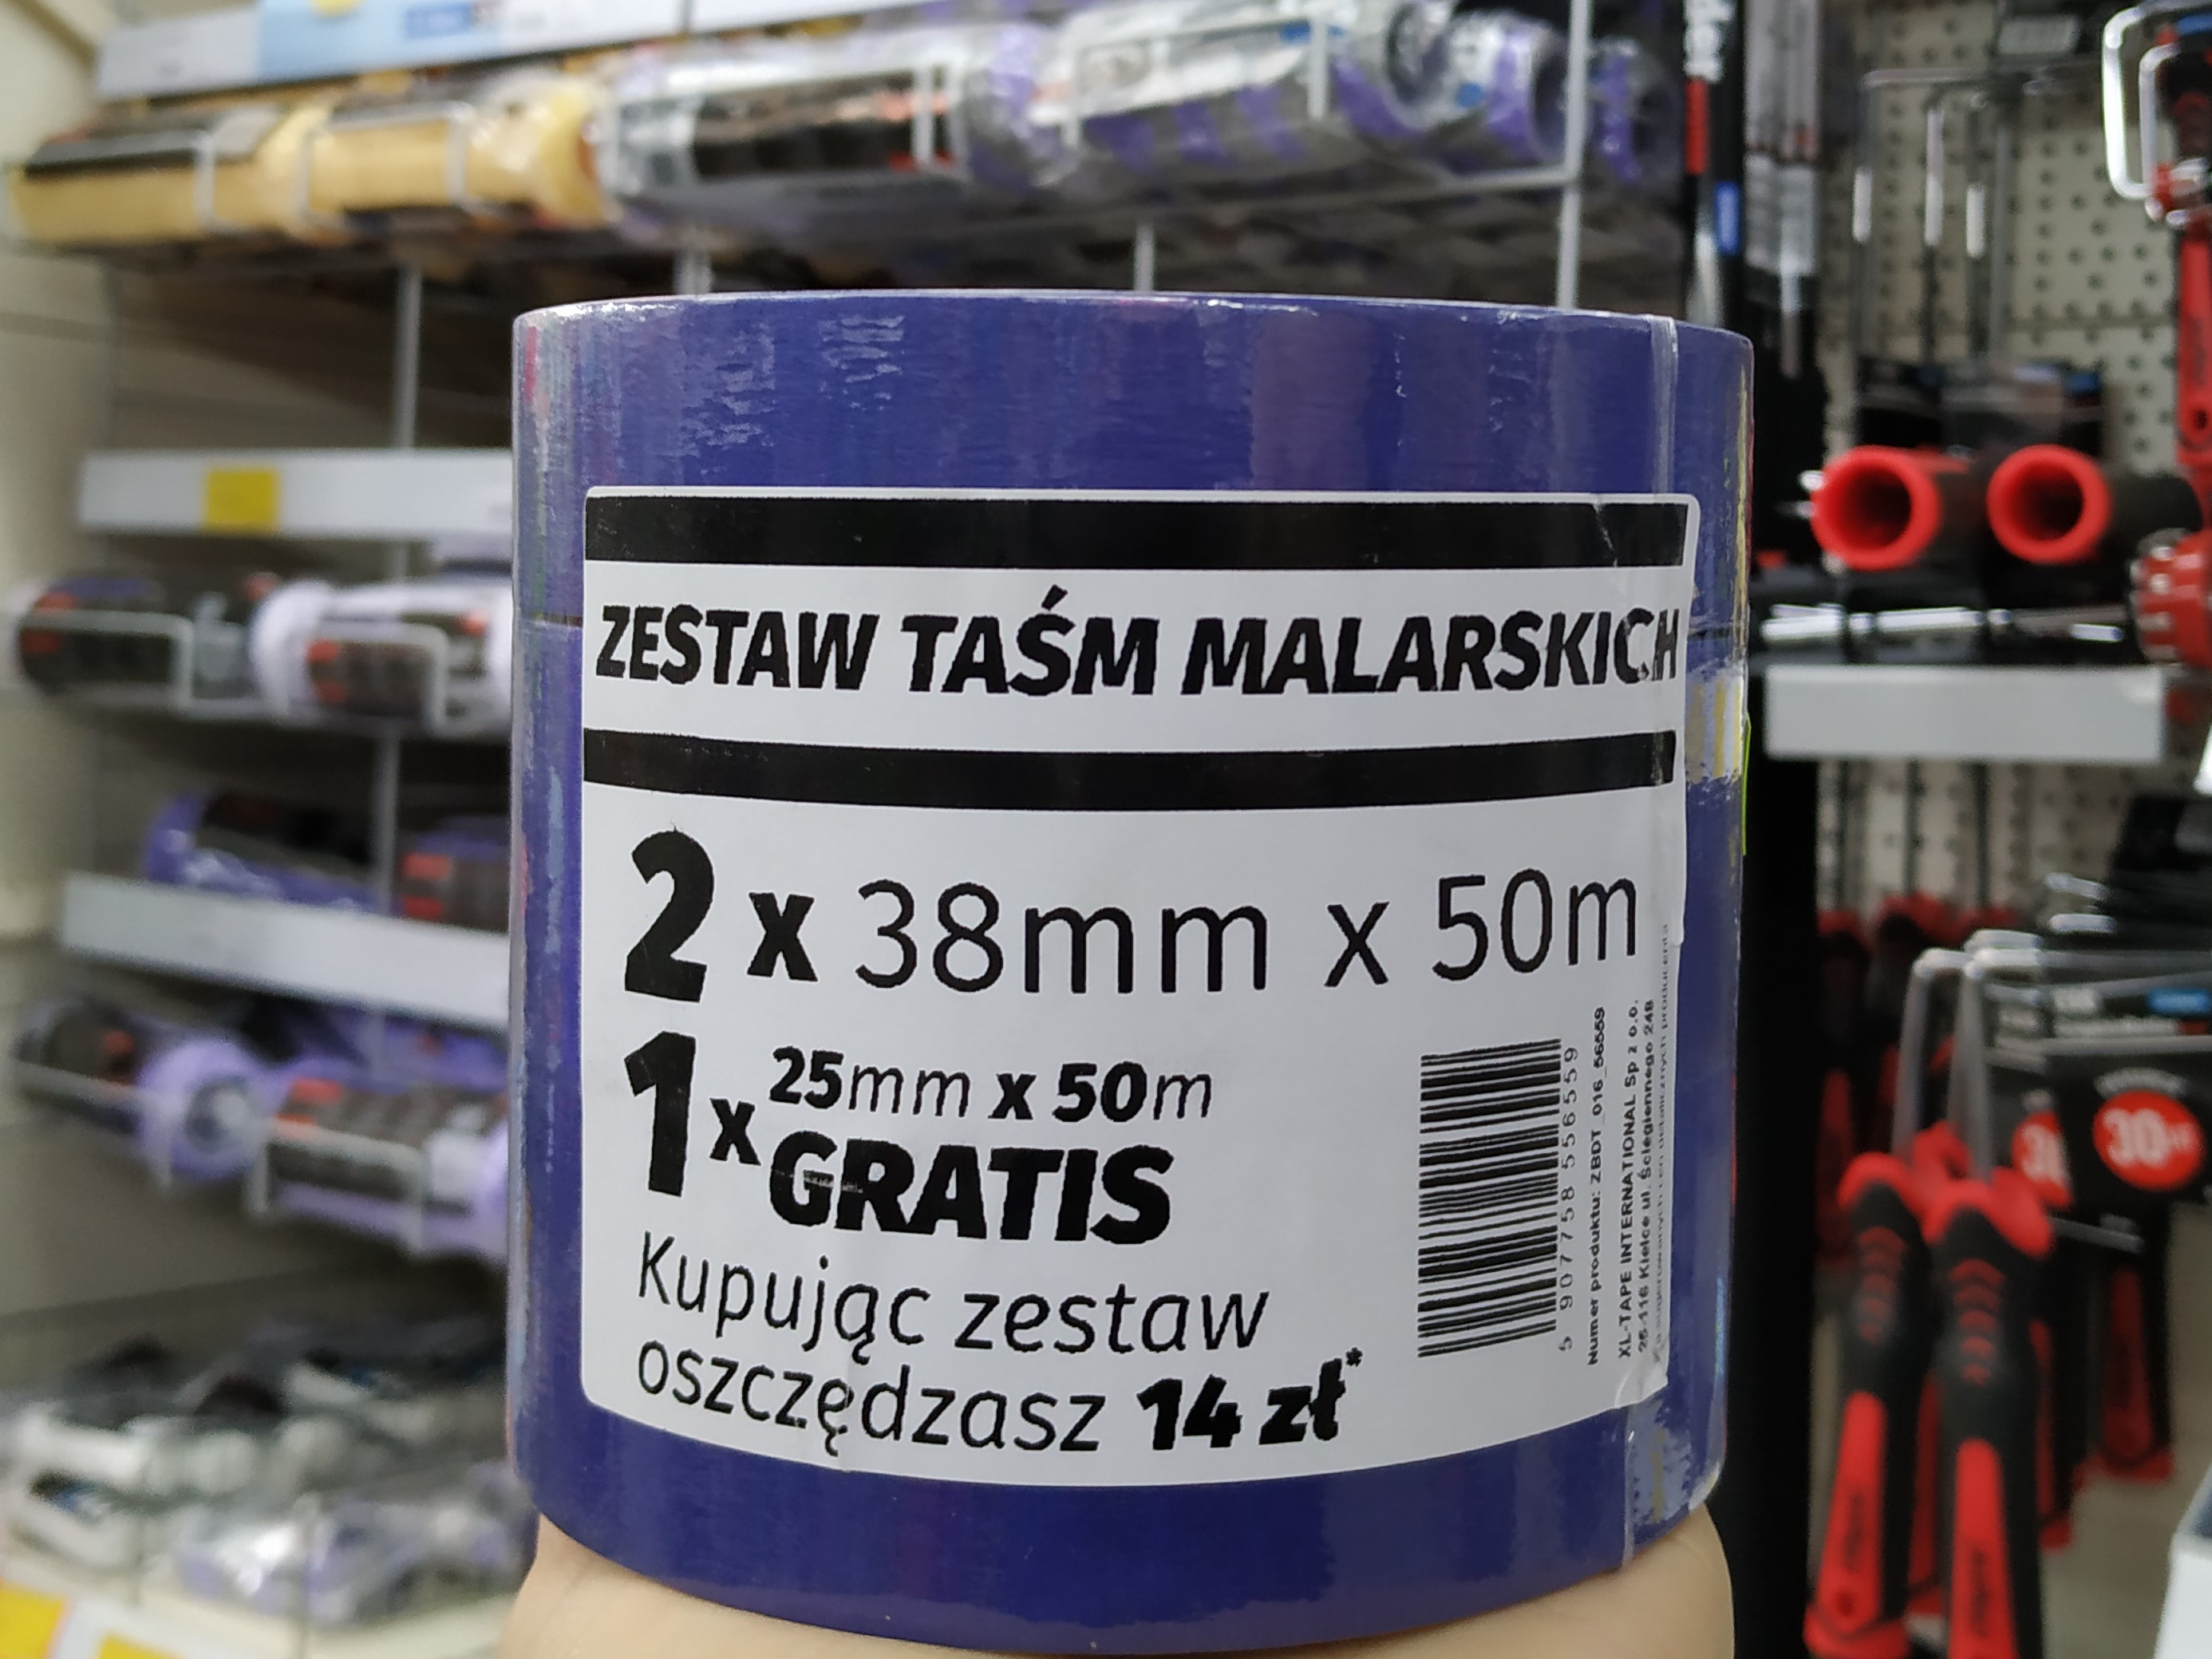 ZESTAW TAŚM MALARSKICH
2 x 38mm x 50m
1 x 25mm x 50m
GRATIS
Kupując zestaw
oszczędzasz 14 zł*
5 907758 556559
Numer produktu: ZBDT_016_56559
XL-TAPE INTERNATIONAL Sp z o.o.
25-116 Kielce ul. Ściegiennego 248
30